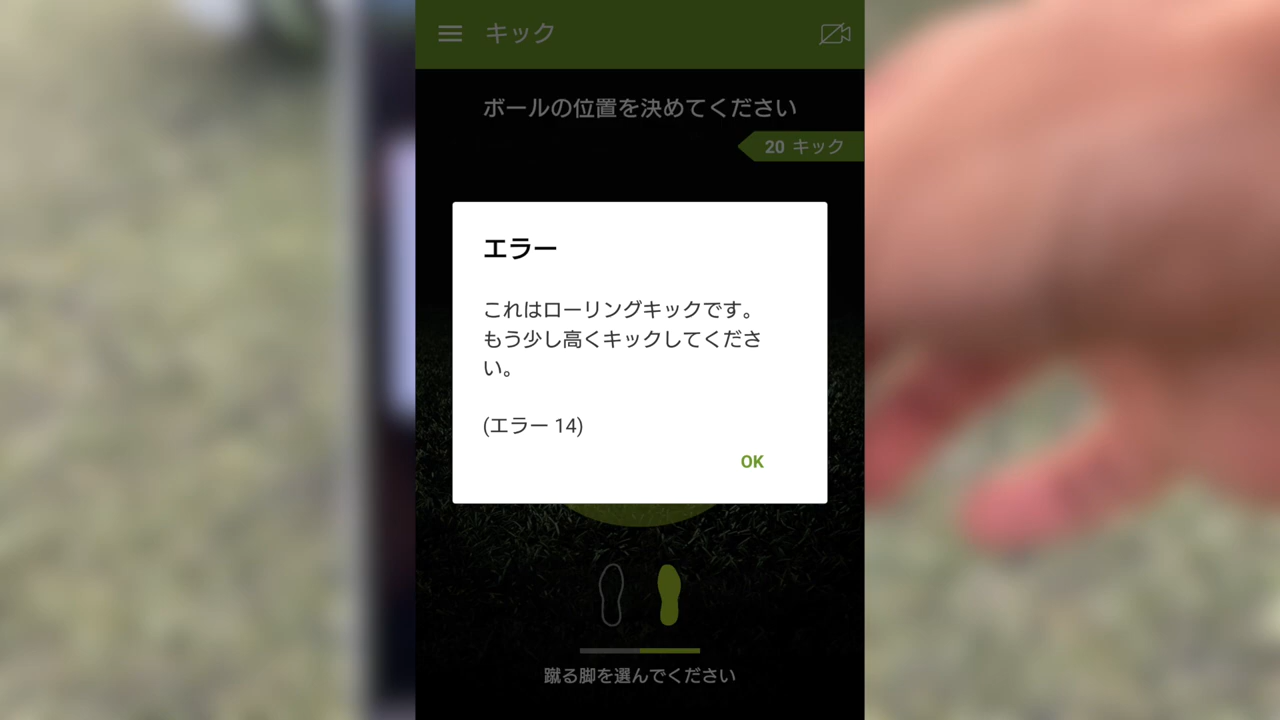 キック
ボールの位置を決めてください
20 キック
エラー
これはローリングキックです。
もう少し高くキックしてくださ
い。
(エラー 14)
OK
蹴る脚を選んでください